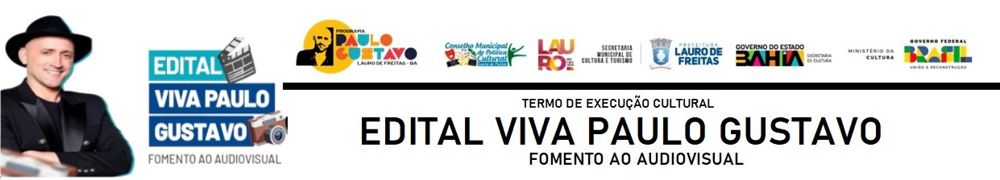 EDITAL
VIVA PAULO
GUSTAVO
FOMENTO AO AUDIOVISUAL
PROGRAMA
PAULO
GUSTAVO
LAURO DE FREITAS - BA
Conselho Municipal
de Política
Cultural
Lauro de Freitas
LAU
RO
SECRETARIA
MUNICIPAL DE
CULTURA E TURISMO
PREFEITURA
LAURO DE
FREITAS
GOVERNO DO ESTADO
BAHIA
SECRETARIA
DE CULTURA
MINISTÉRIO DA
CULTURA
GOVERNO FEDERAL
BRASIL
UNIÃO E RECONSTRUÇÃO
TERMO DE EXECUÇÃO CULTURAL
EDITAL VIVA PAULO GUSTAVO
FOMENTO AO AUDIOVISUAL